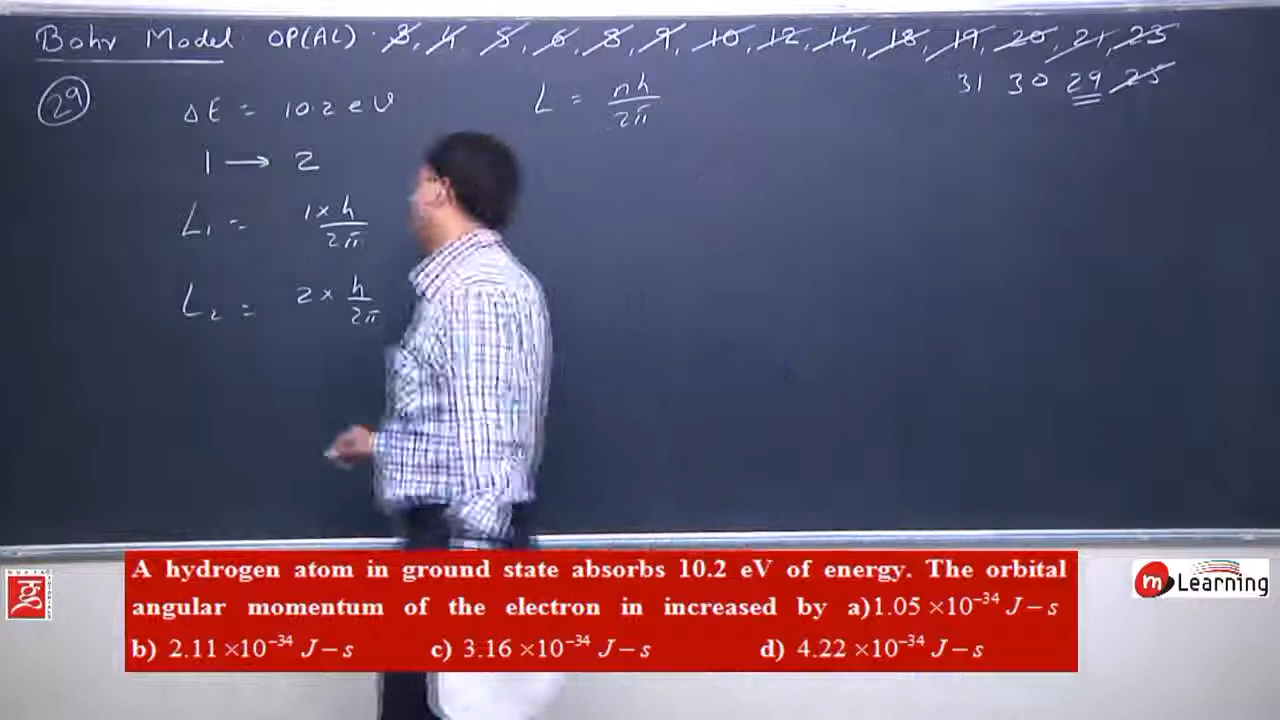 Bohr Model OP(AL) 3, 4 5, 6, 8, 9, 10, 12, 14, 18, 19, 20, 21, 23
31 30 29 25
29
ΔE = 10.2 eV
L = nh/2π
1 → 2
L₁ = 1 × h/2π
L₂ = 2 × h/2π
A hydrogen atom in ground state absorbs 10.2 eV of energy. The orbital
angular momentum of the electron in increased by a)1.05 ×10⁻³⁴ J–s
b) 2.11 ×10⁻³⁴ J–s c) 3.16 ×10⁻³⁴ J–s d) 4.22 ×10⁻³⁴ J–s
m Learning